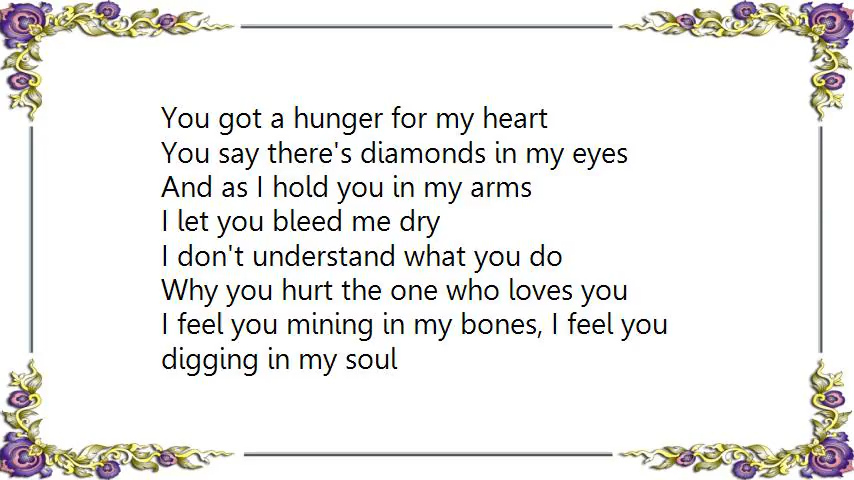 You got a hunger for my heart
You say there's diamonds in my eyes
And as I hold you in my arms
I let you bleed me dry
I don't understand what you do
Why you hurt the one who loves you
I feel you mining in my bones, I feel you
digging in my soul